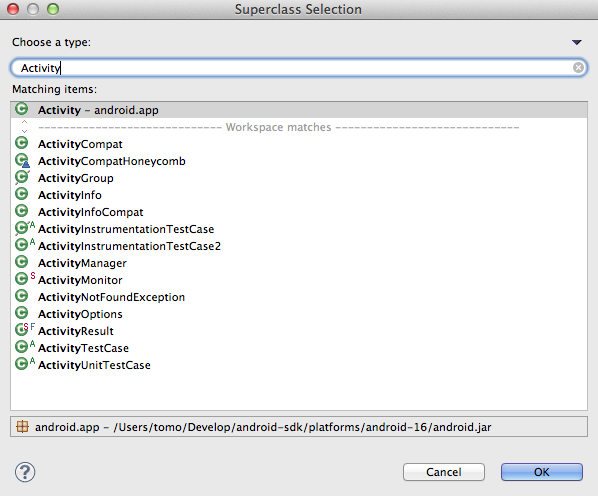 Superclass Selection
Choose a type:
Activity
Matching items:
Activity – android.app
Workspace matches
ActivityCompat
ActivityCompatHoneycomb
ActivityGroup
ActivityInfo
ActivityInfoCompat
A ActivityInstrumentationTestCase
A ActivityInstrumentationTestCase2
ActivityManager
S ActivityMonitor
ActivityNotFoundException
ActivityOptions
S F ActivityResult
A ActivityTestCase
A ActivityUnitTestCase
android.app – /Users/tomo/Develop/android-sdk/platforms/android-16/android.jar
? Cancel OK